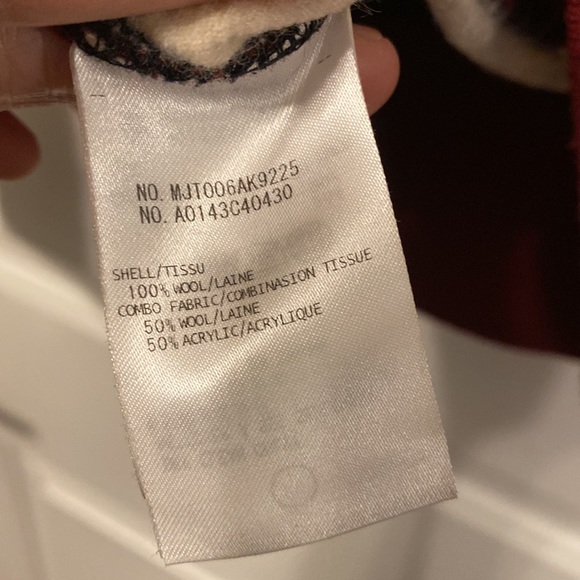 NO. MJT006AK9225
NO. A0143C40430
SHELL/TISSU
100% WOOL/LAINE
COMBO FABRIC/COMBINASION TISSUE
50% WOOL/LAINE
50% ACRYLIC/ACRYLIQUE